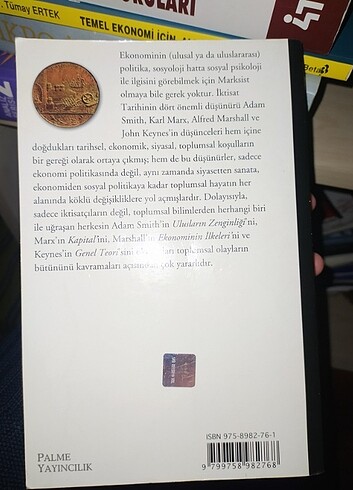 Tümay ERTEK
TEMEL EKONOMİ
Beta
Ekonominin (ulusal ya da uluslararası)
politika, sosyoloji hatta sosyal psikoloji
ile ilgisini görebilmek için Marksist
olmaya bile gerek yoktur. İktisat
Tarihinin dört önemli düşünürü Adam
Smith, Karl Marx, Alfred Marshall ve
John Keynes'in düşünceleri hem içine
doğdukları tarihsel, ekonomik, siyasal, toplumsal koşulların
bir gereği olarak ortaya çıkmış; hem de bu düşünürler, sadece
ekonomi politikasında değil, aynı zamanda siyasetten sanata,
ekonomiden sosyal politikaya kadar toplumsal hayatın her
alanında köklü değişikliklere yol açmışlardır. Dolayısıyla,
sadece iktisatçıların değil, toplumsal bilimlerden herhangi biri
ile uğraşan herkesin Adam Smith'in Ulusların Zenginliği'ni,
Marx'ın Kapital'ini, Marshall'ın Ekonominin İlkeleri'ni ve
Keynes'in Genel Teori'sini toplumsal olayların
bütününü kavramaları açısından çok yararlıdır.
ISBN 975-8982-76-1
9 799758 982768
PALME
YAYINCILIK